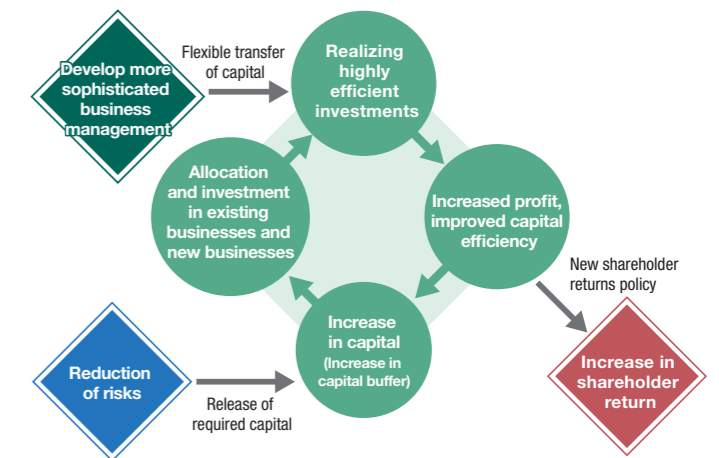 Develop more
sophisticated
business
management
Flexible transfer
of capital
Realizing
highly
efficient
investments
Allocation
and investment
in existing
businesses and
new businesses
Increased profit,
improved capital
efficiency
New shareholder
returns policy
Increase
in capital
(Increase in
capital buffer)
Reduction
of risks
Release of
required capital
Increase in
shareholder
return